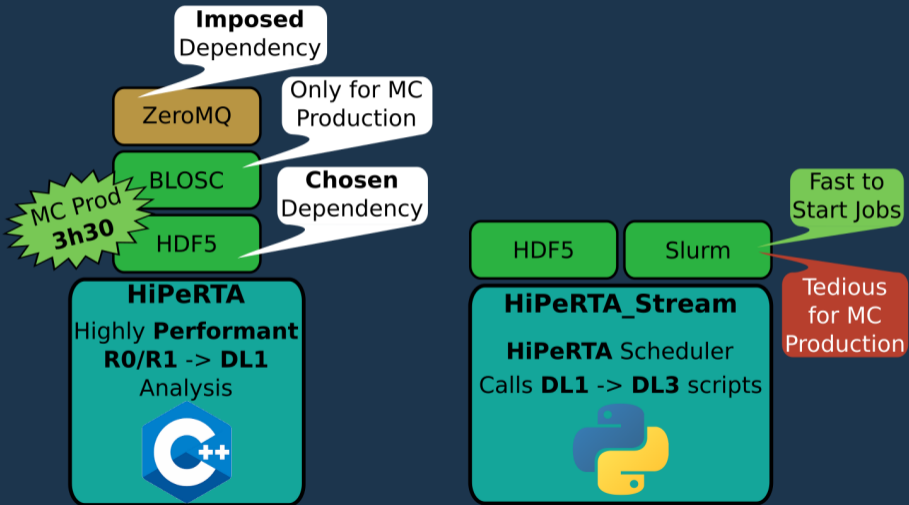 Imposed
Dependency
ZeroMQ
Only for MC
Production
BLOSC
MC Prod
3h30
Chosen
Dependency
HDF5
HiPeRTA
Highly Performant
R0/R1 -> DL1
Analysis
C++
HDF5
Slurm
Fast to
Start Jobs
Tedious
for MC
Production
HiPeRTA_Stream
HiPeRTA Scheduler
Calls DL1 -> DL3 scripts